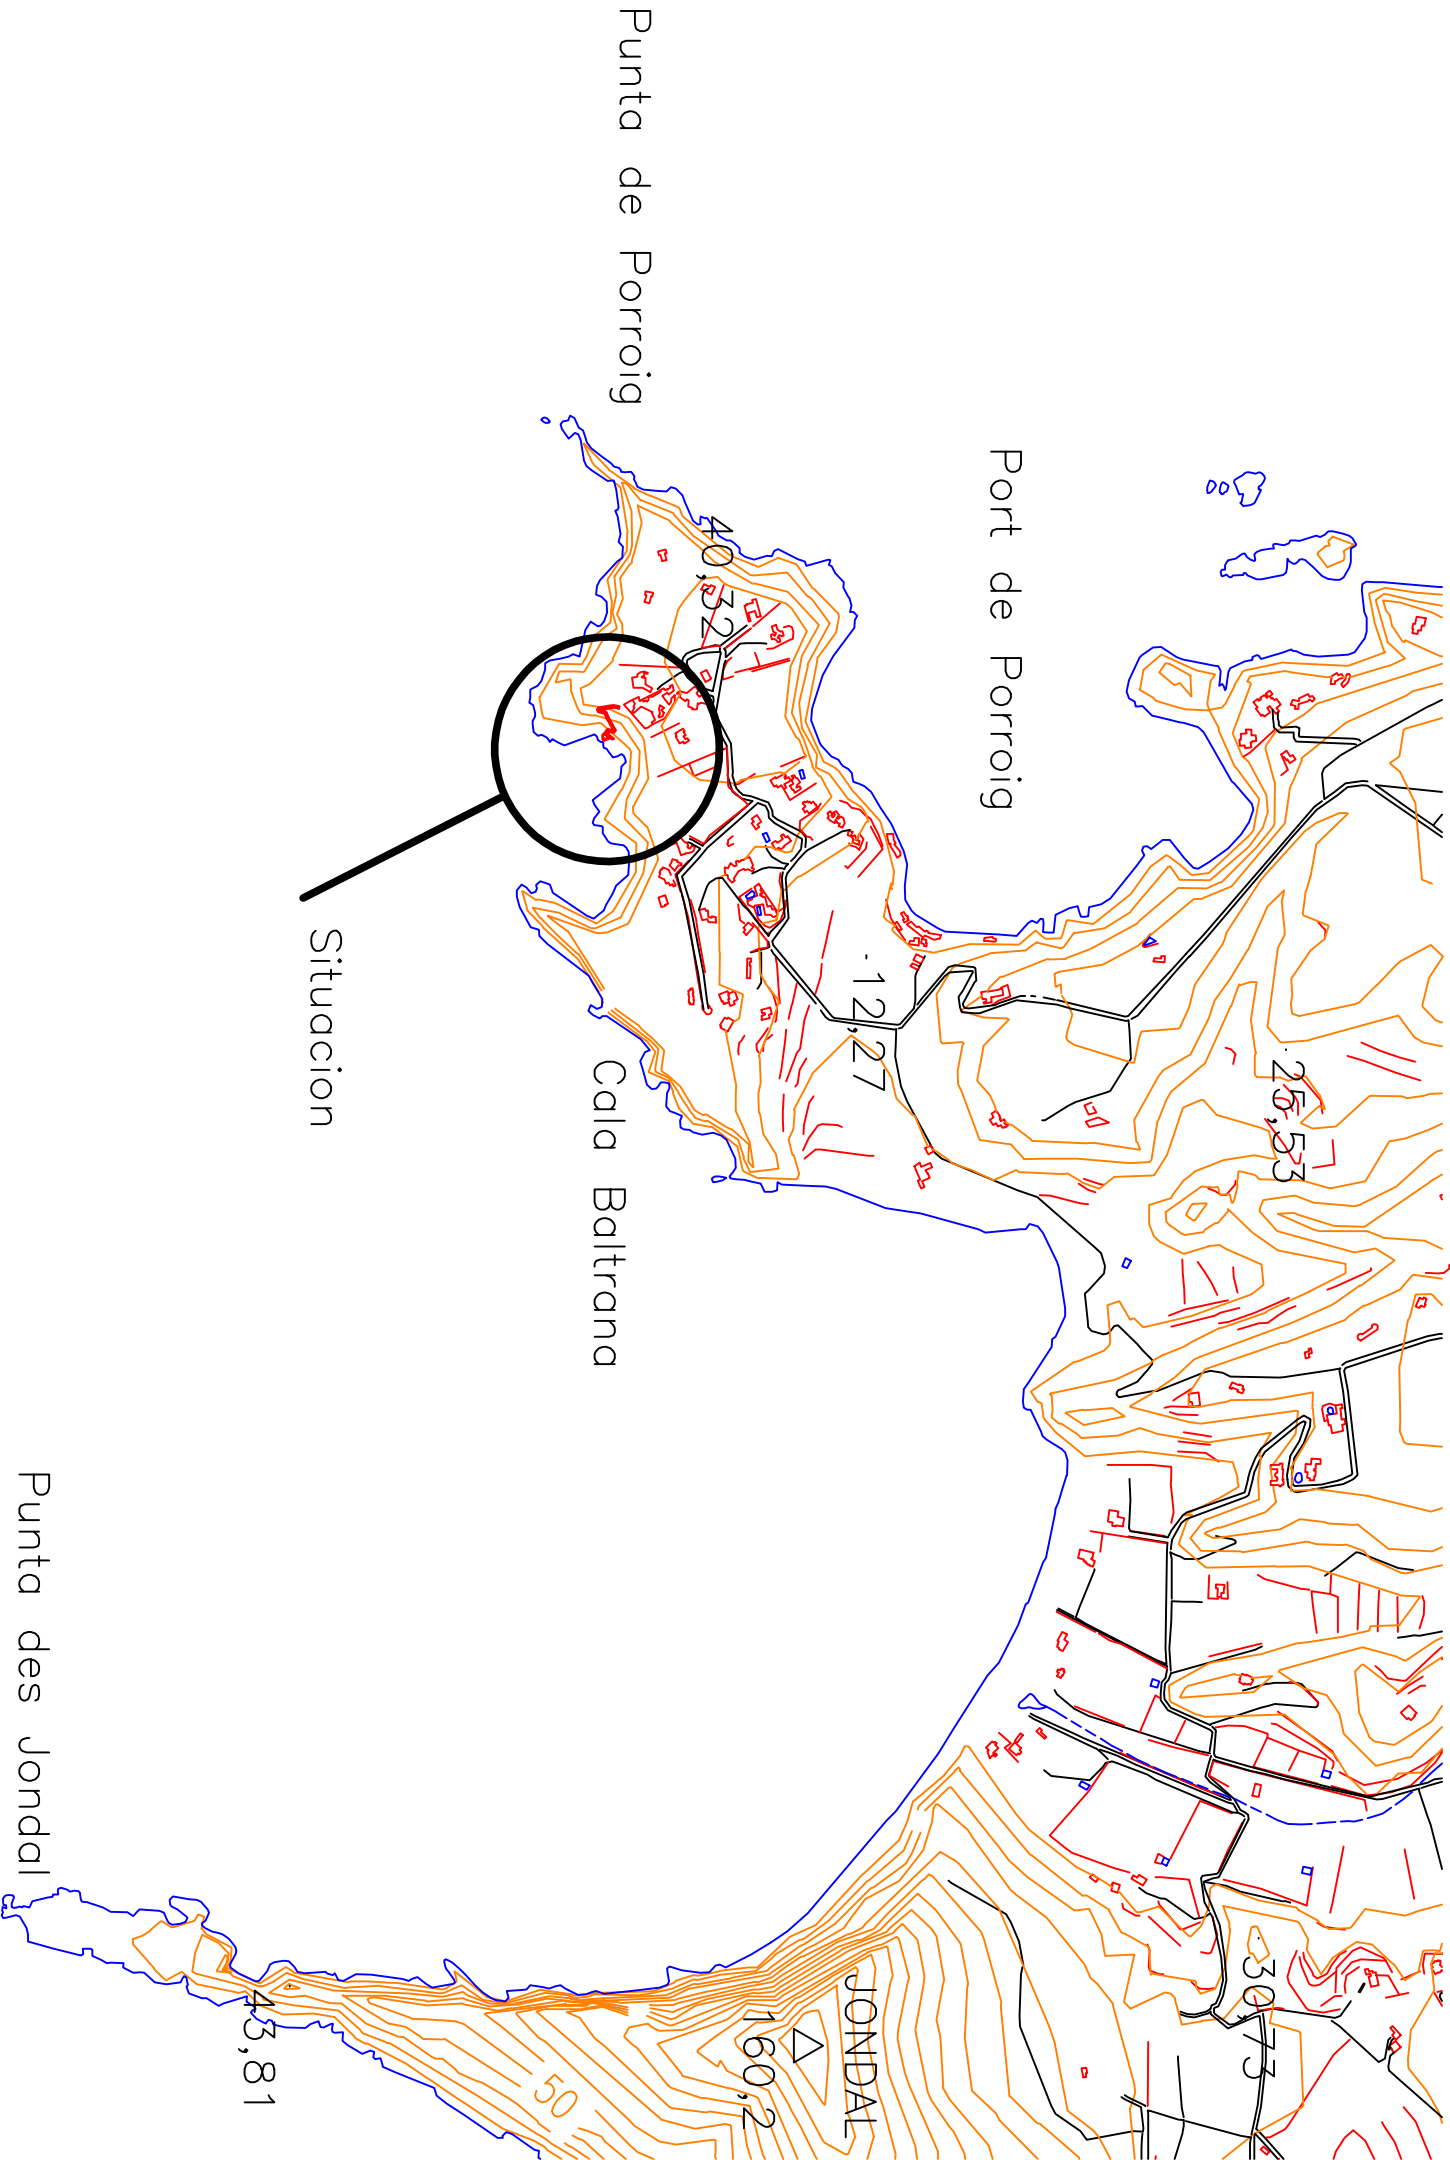 Punta de Porroig
Port de Porroig
40,32
12,27
25,53
Situacion
Cala Baltrana
Punta des Jondal
43,81
50
160,2
JONDAL
30,73